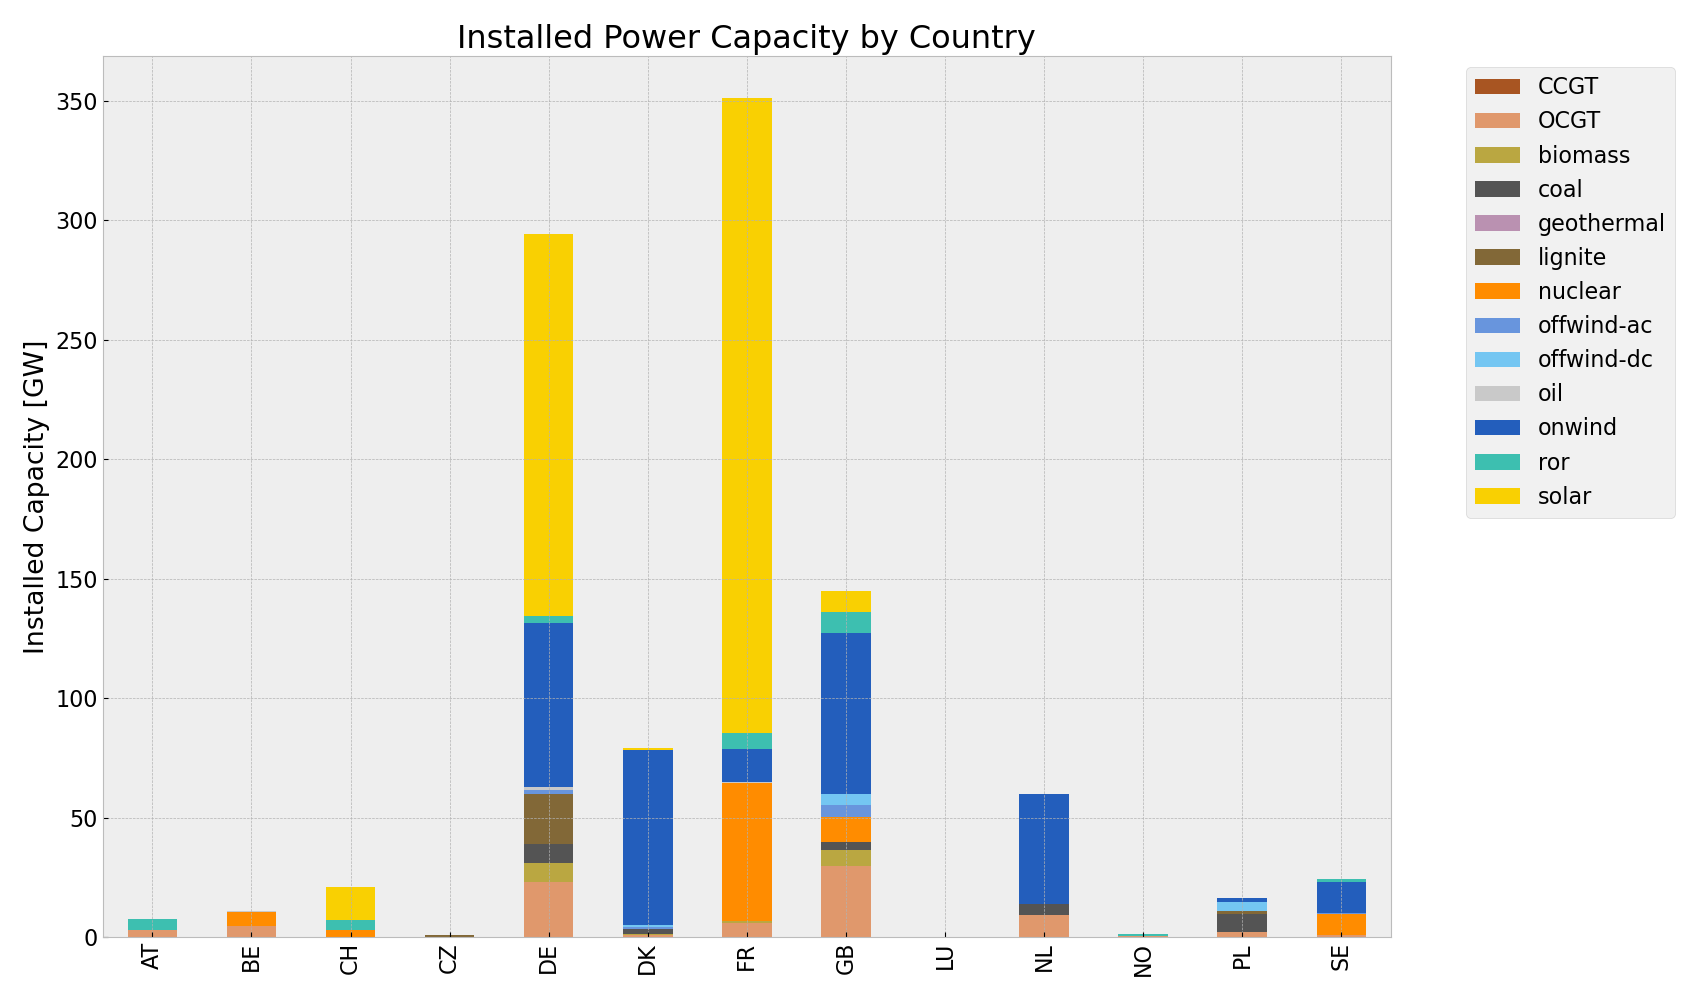 Installed Power Capacity by Country
Installed Capacity [GW]
350
300
250
200
150
100
50
0
AT
BE
CH
CZ
DE
DK
FR
GB
LU
NL
NO
PL
SE
CCGT
OCGT
biomass
coal
geothermal
lignite
nuclear
offwind-ac
offwind-dc
oil
onwind
ror
solar